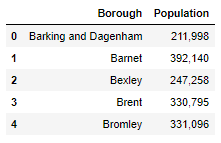 Borough Population
0 Barking and Dagenham 211,998
1 Barnet 392,140
2 Bexley 247,258
3 Brent 330,795
4 Bromley 331,096